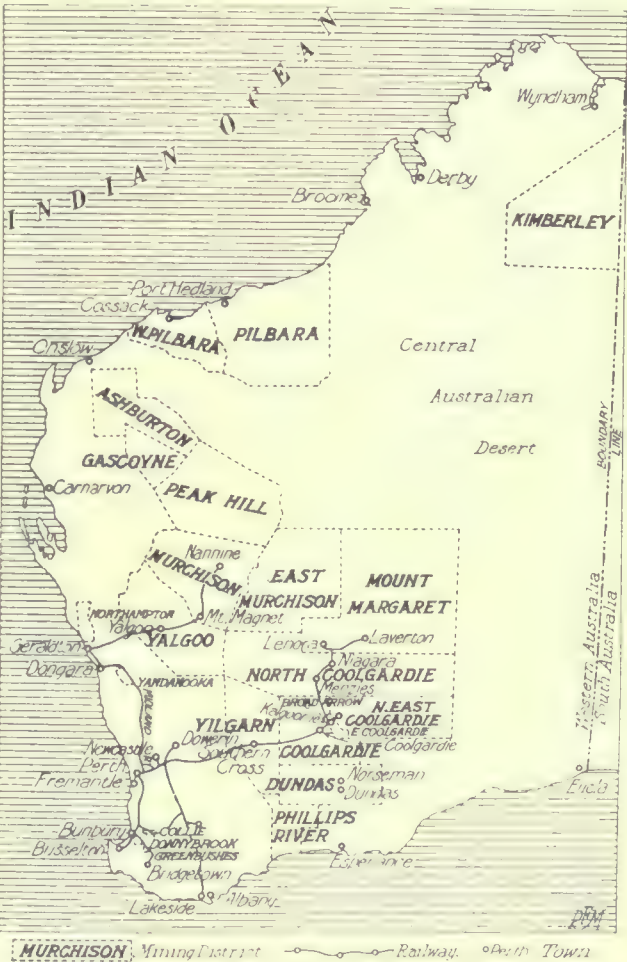 INDIAN OCEAN
Wyndham
Derby
Broome
KIMBERLEY
Port Hedland
Cossack
W. PILBARA
PILBARA
Onslow
Central
Australian
Desert
ASHBURTON
BOUNDARY
LINE
GASCOYNE
Carnarvon
PEAK HILL
MURCHISON
Nannine
EAST
MURCHISON
MOUNT
MARGARET
NORTHAMPTON
Yalgoo
Mt. Magnet
YALGOO
Geraldton
Dongara
Laverton
Niagara
NORTH COOLGARDIE
Menzies
YANDANOOKA
MIDLAND
BROAD ARROW
N. EAST
COOLGARDIE
E. COOLGARDIE
Kalgoorlie
Coolgardie
YILGARN
Newcastle
Dowerin
Perth
Fremantle
Southern
Cross
COOLGARDIE
Western Australia
South Australia
Eucla
DUNDAS
Norseman
Dundas
PHILLIPS
RIVER
Esperance
Bunbury
Busselton
COLLIE
DONNYBROOK
GREENBUSHES
Bridgetown
Lakeside
Albany
MURCHISON Mining District Railway. Perth Town